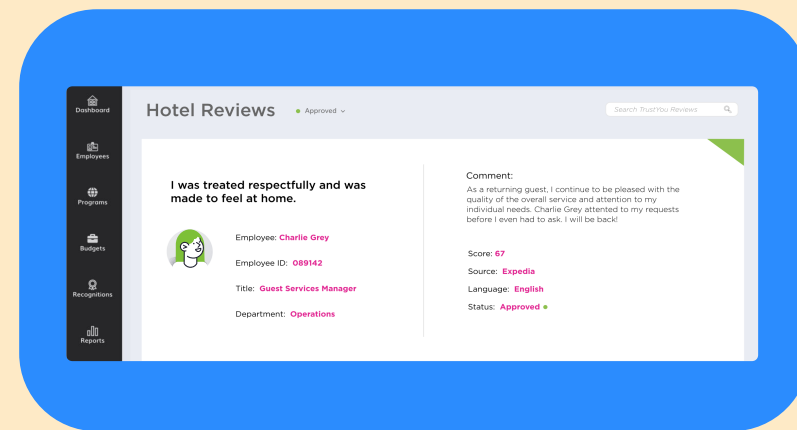 Dashboard
Employees
Programs
Budgets
Recognitions
Reports
Hotel Reviews
Approved
Search TrustYou Reviews
I was treated respectfully and was
made to feel at home.
Employee: Charlie Grey
Employee ID: 089142
Title: Guest Services Manager
Department: Operations
Comment:
As a returning guest, I continue to be pleased with the
quality of the overall service and attention to my
individual needs. Charlie Grey attented to my requests
before I even had to ask. I will be back!
Score: 67
Source: Expedia
Language: English
Status: Approved